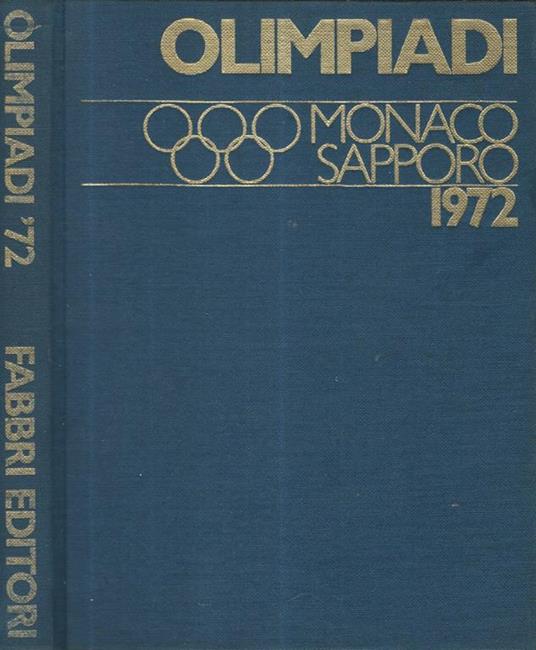 OLIMPIADI
MONACO
SAPPORO
1972
OLIMPIADI '72
FABBRI EDITORI